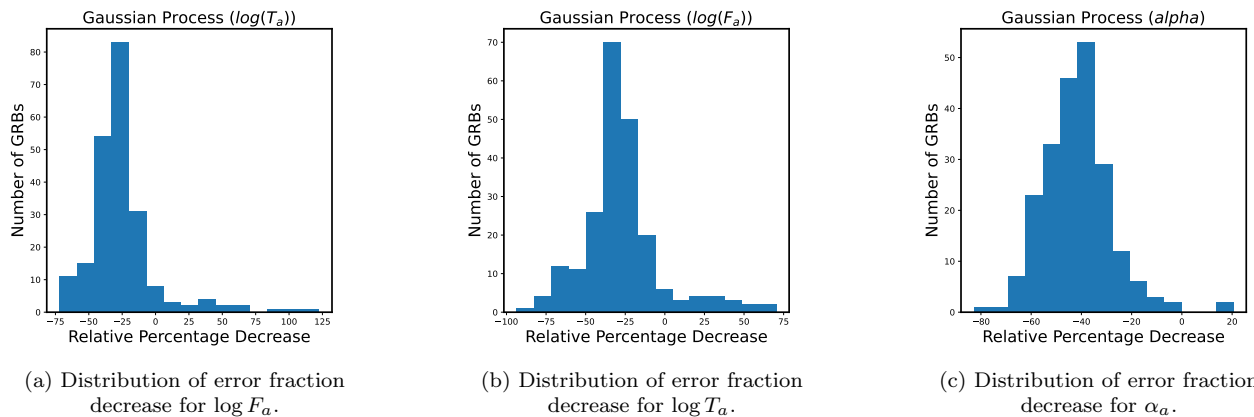 Gaussian Process (log(T_a))
Number of GRBs
80
70
60
50
40
30
20
10
0
−75 −50 −25 0 25 50 75 100 125
Relative Percentage Decrease
(a) Distribution of error fraction
decrease for log F_a.
Gaussian Process (log(F_a))
Number of GRBs
70
60
50
40
30
20
10
0
−100 −75 −50 −25 0 25 50 75
Relative Percentage Decrease
(b) Distribution of error fraction
decrease for log T_a.
Gaussian Process (alpha)
Number of GRBs
50
40
30
20
10
0
−80 −60 −40 −20 0 20
Relative Percentage Decrease
(c) Distribution of error fraction
decrease for α_a.